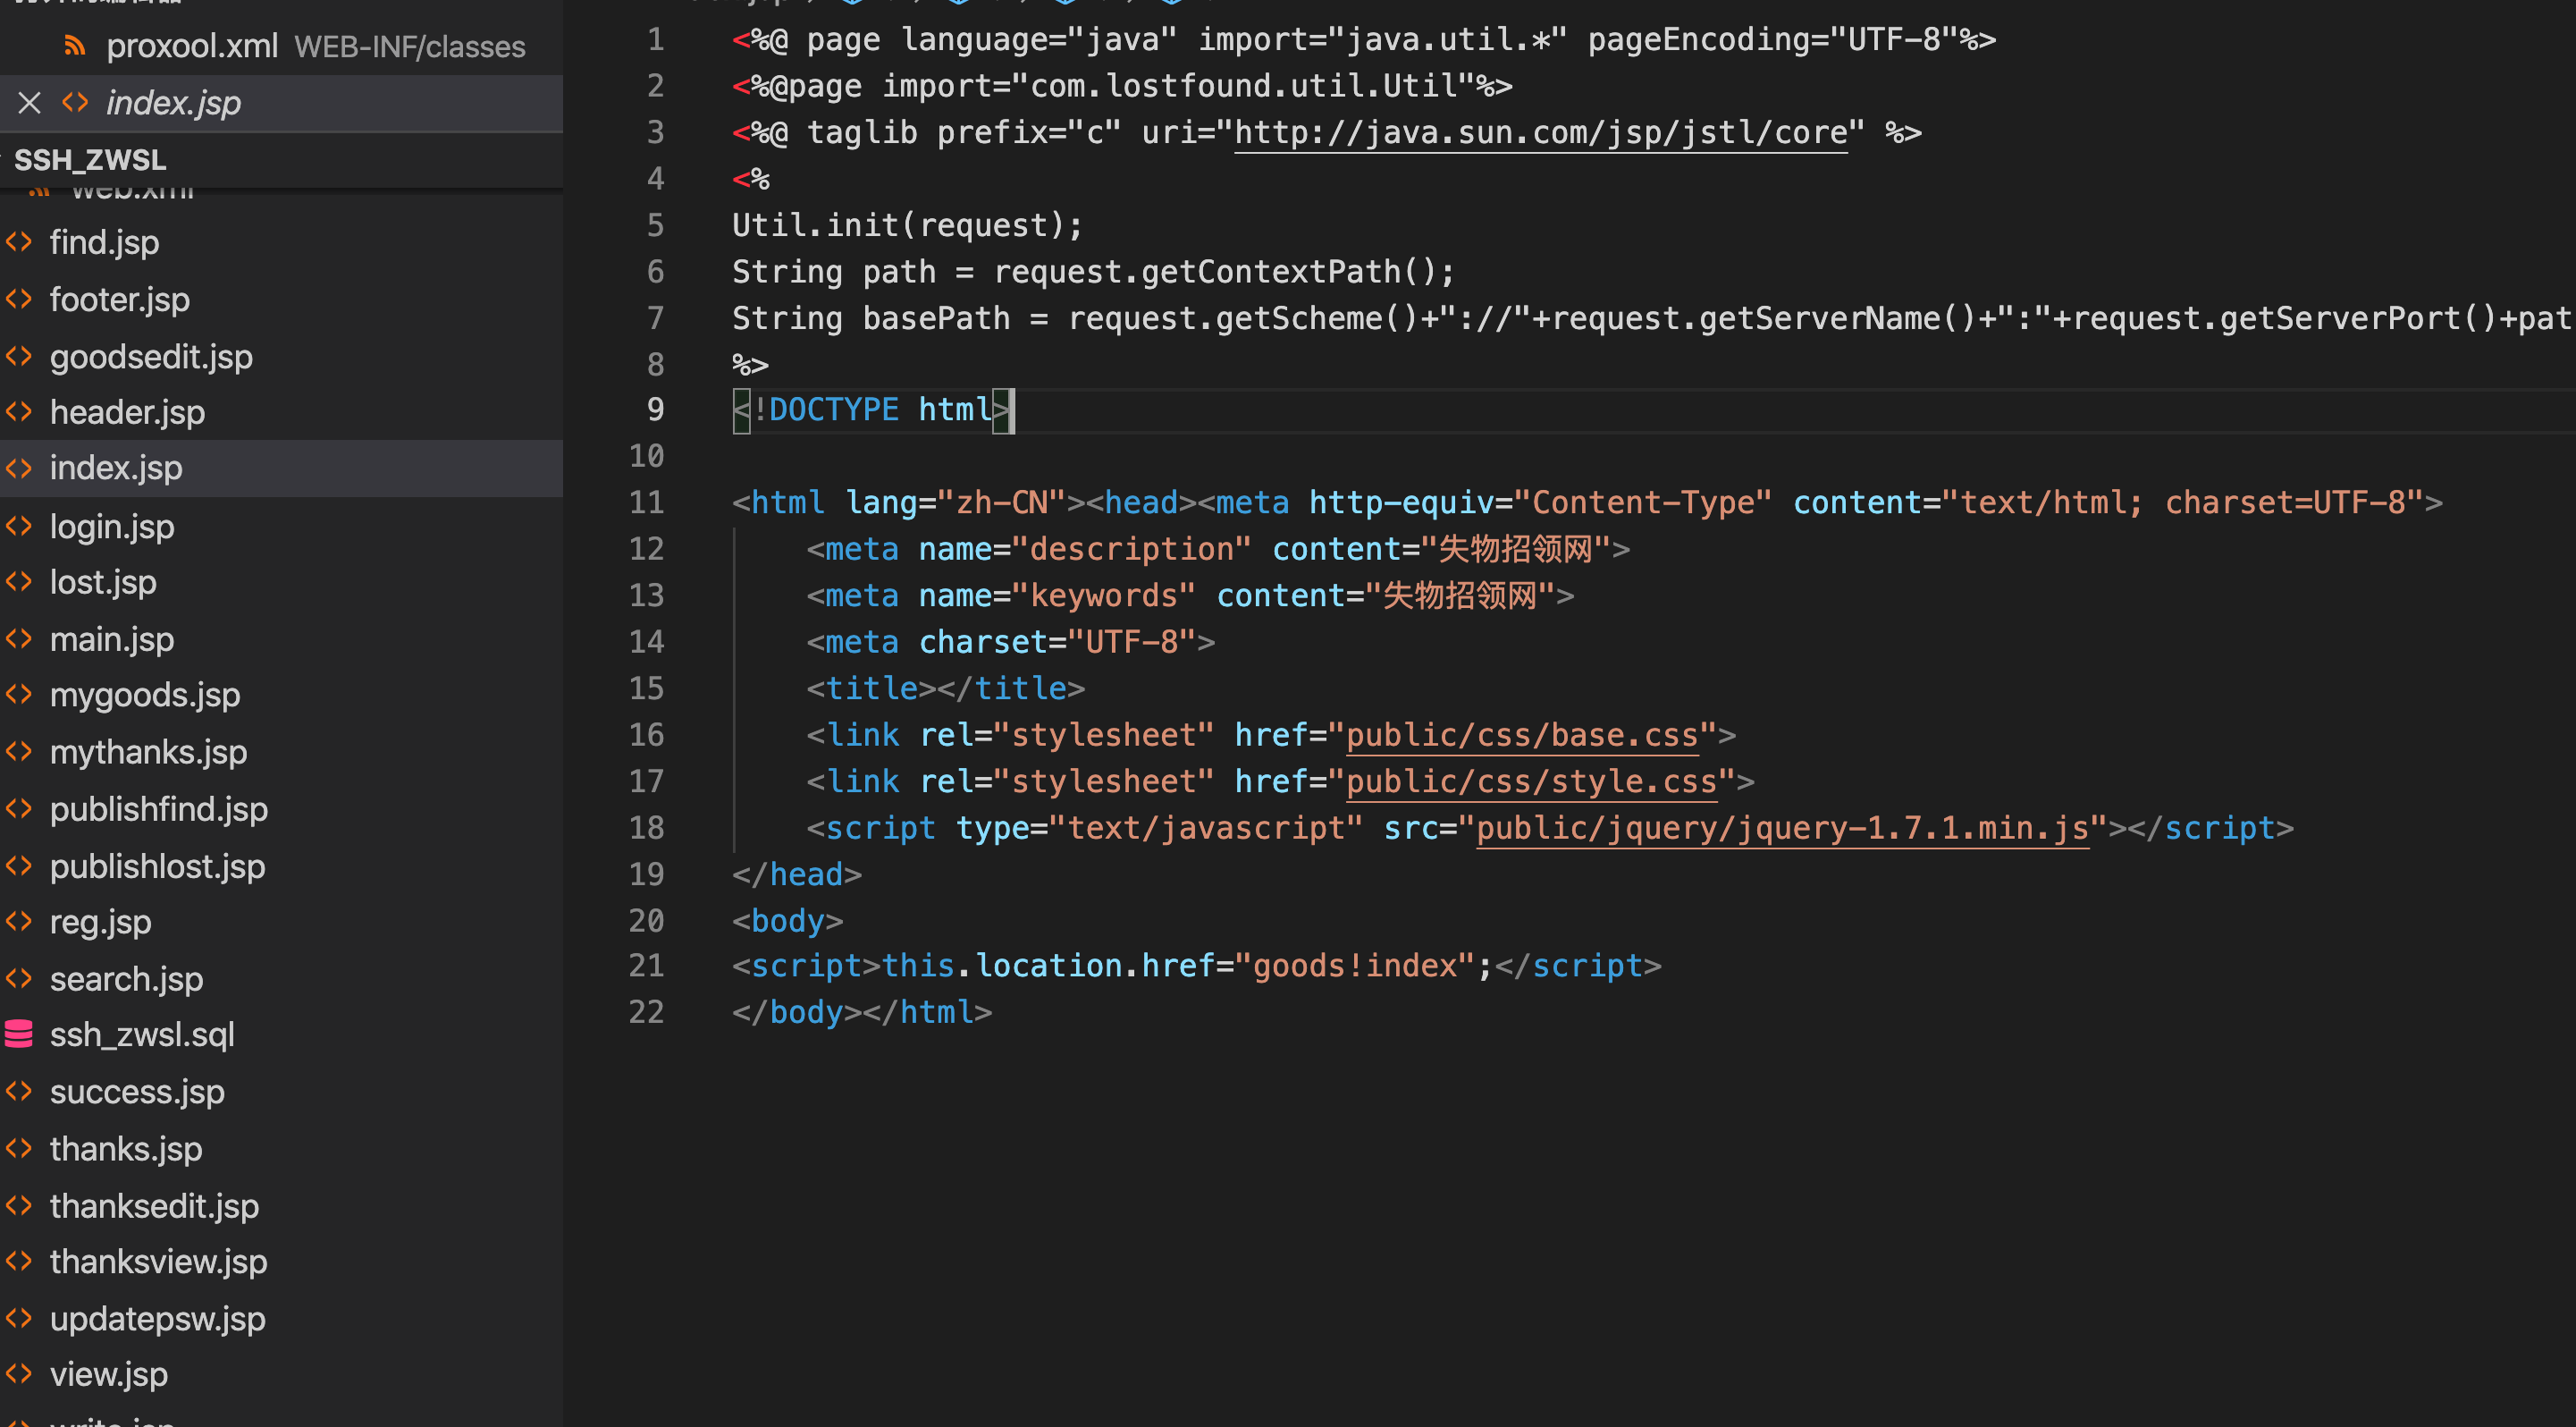 proxool.xml WEB-INF/classes
index.jsp
SSH_ZWSL
web.xml
find.jsp
footer.jsp
goodsedit.jsp
header.jsp
index.jsp
login.jsp
lost.jsp
main.jsp
mygoods.jsp
mythanks.jsp
publishfind.jsp
publishlost.jsp
reg.jsp
search.jsp
ssh_zwsl.sql
success.jsp
thanks.jsp
thanksedit.jsp
thanksview.jsp
updatepsw.jsp
view.jsp
1 <%@ page language="java" import="java.util.*" pageEncoding="UTF-8"%>
2 <%@page import="com.lostfound.util.Util"%>
3 <%@ taglib prefix="c" uri="http://java.sun.com/jsp/jstl/core" %>
4 <%
5 Util.init(request);
6 String path = request.getContextPath();
7 String basePath = request.getScheme()+"://"+request.getServerName()+":"+request.getServerPort()+pat
8 %>
9 <!DOCTYPE html>
10
11 <html lang="zh-CN"><head><meta http-equiv="Content-Type" content="text/html; charset=UTF-8">
12 <meta name="description" content="失物招领网">
13 <meta name="keywords" content="失物招领网">
14 <meta charset="UTF-8">
15 <title></title>
16 <link rel="stylesheet" href="public/css/base.css">
17 <link rel="stylesheet" href="public/css/style.css">
18 <script type="text/javascript" src="public/jquery/jquery-1.7.1.min.js"></script>
19 </head>
20 <body>
21 <script>this.location.href="goods!index";</script>
22 </body></html>